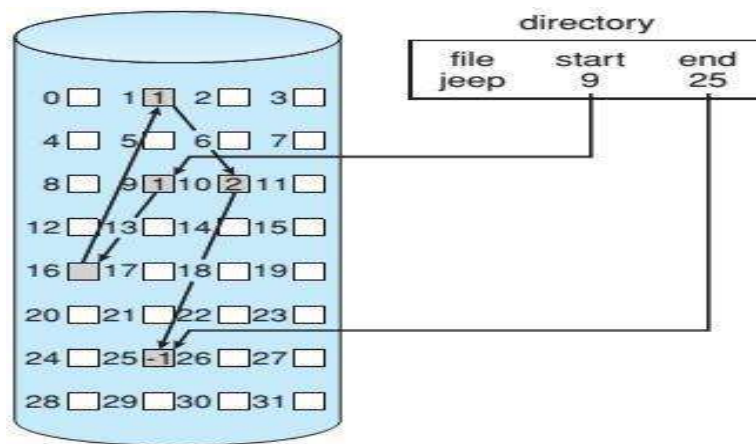 directory
file start end
jeep 9 25
0 1 1 2 3
4 5 6 7
8 9 1 10 2 11
12 13 14 15
16 17 18 19
20 21 22 23
24 25 -1 26 27
28 29 30 31